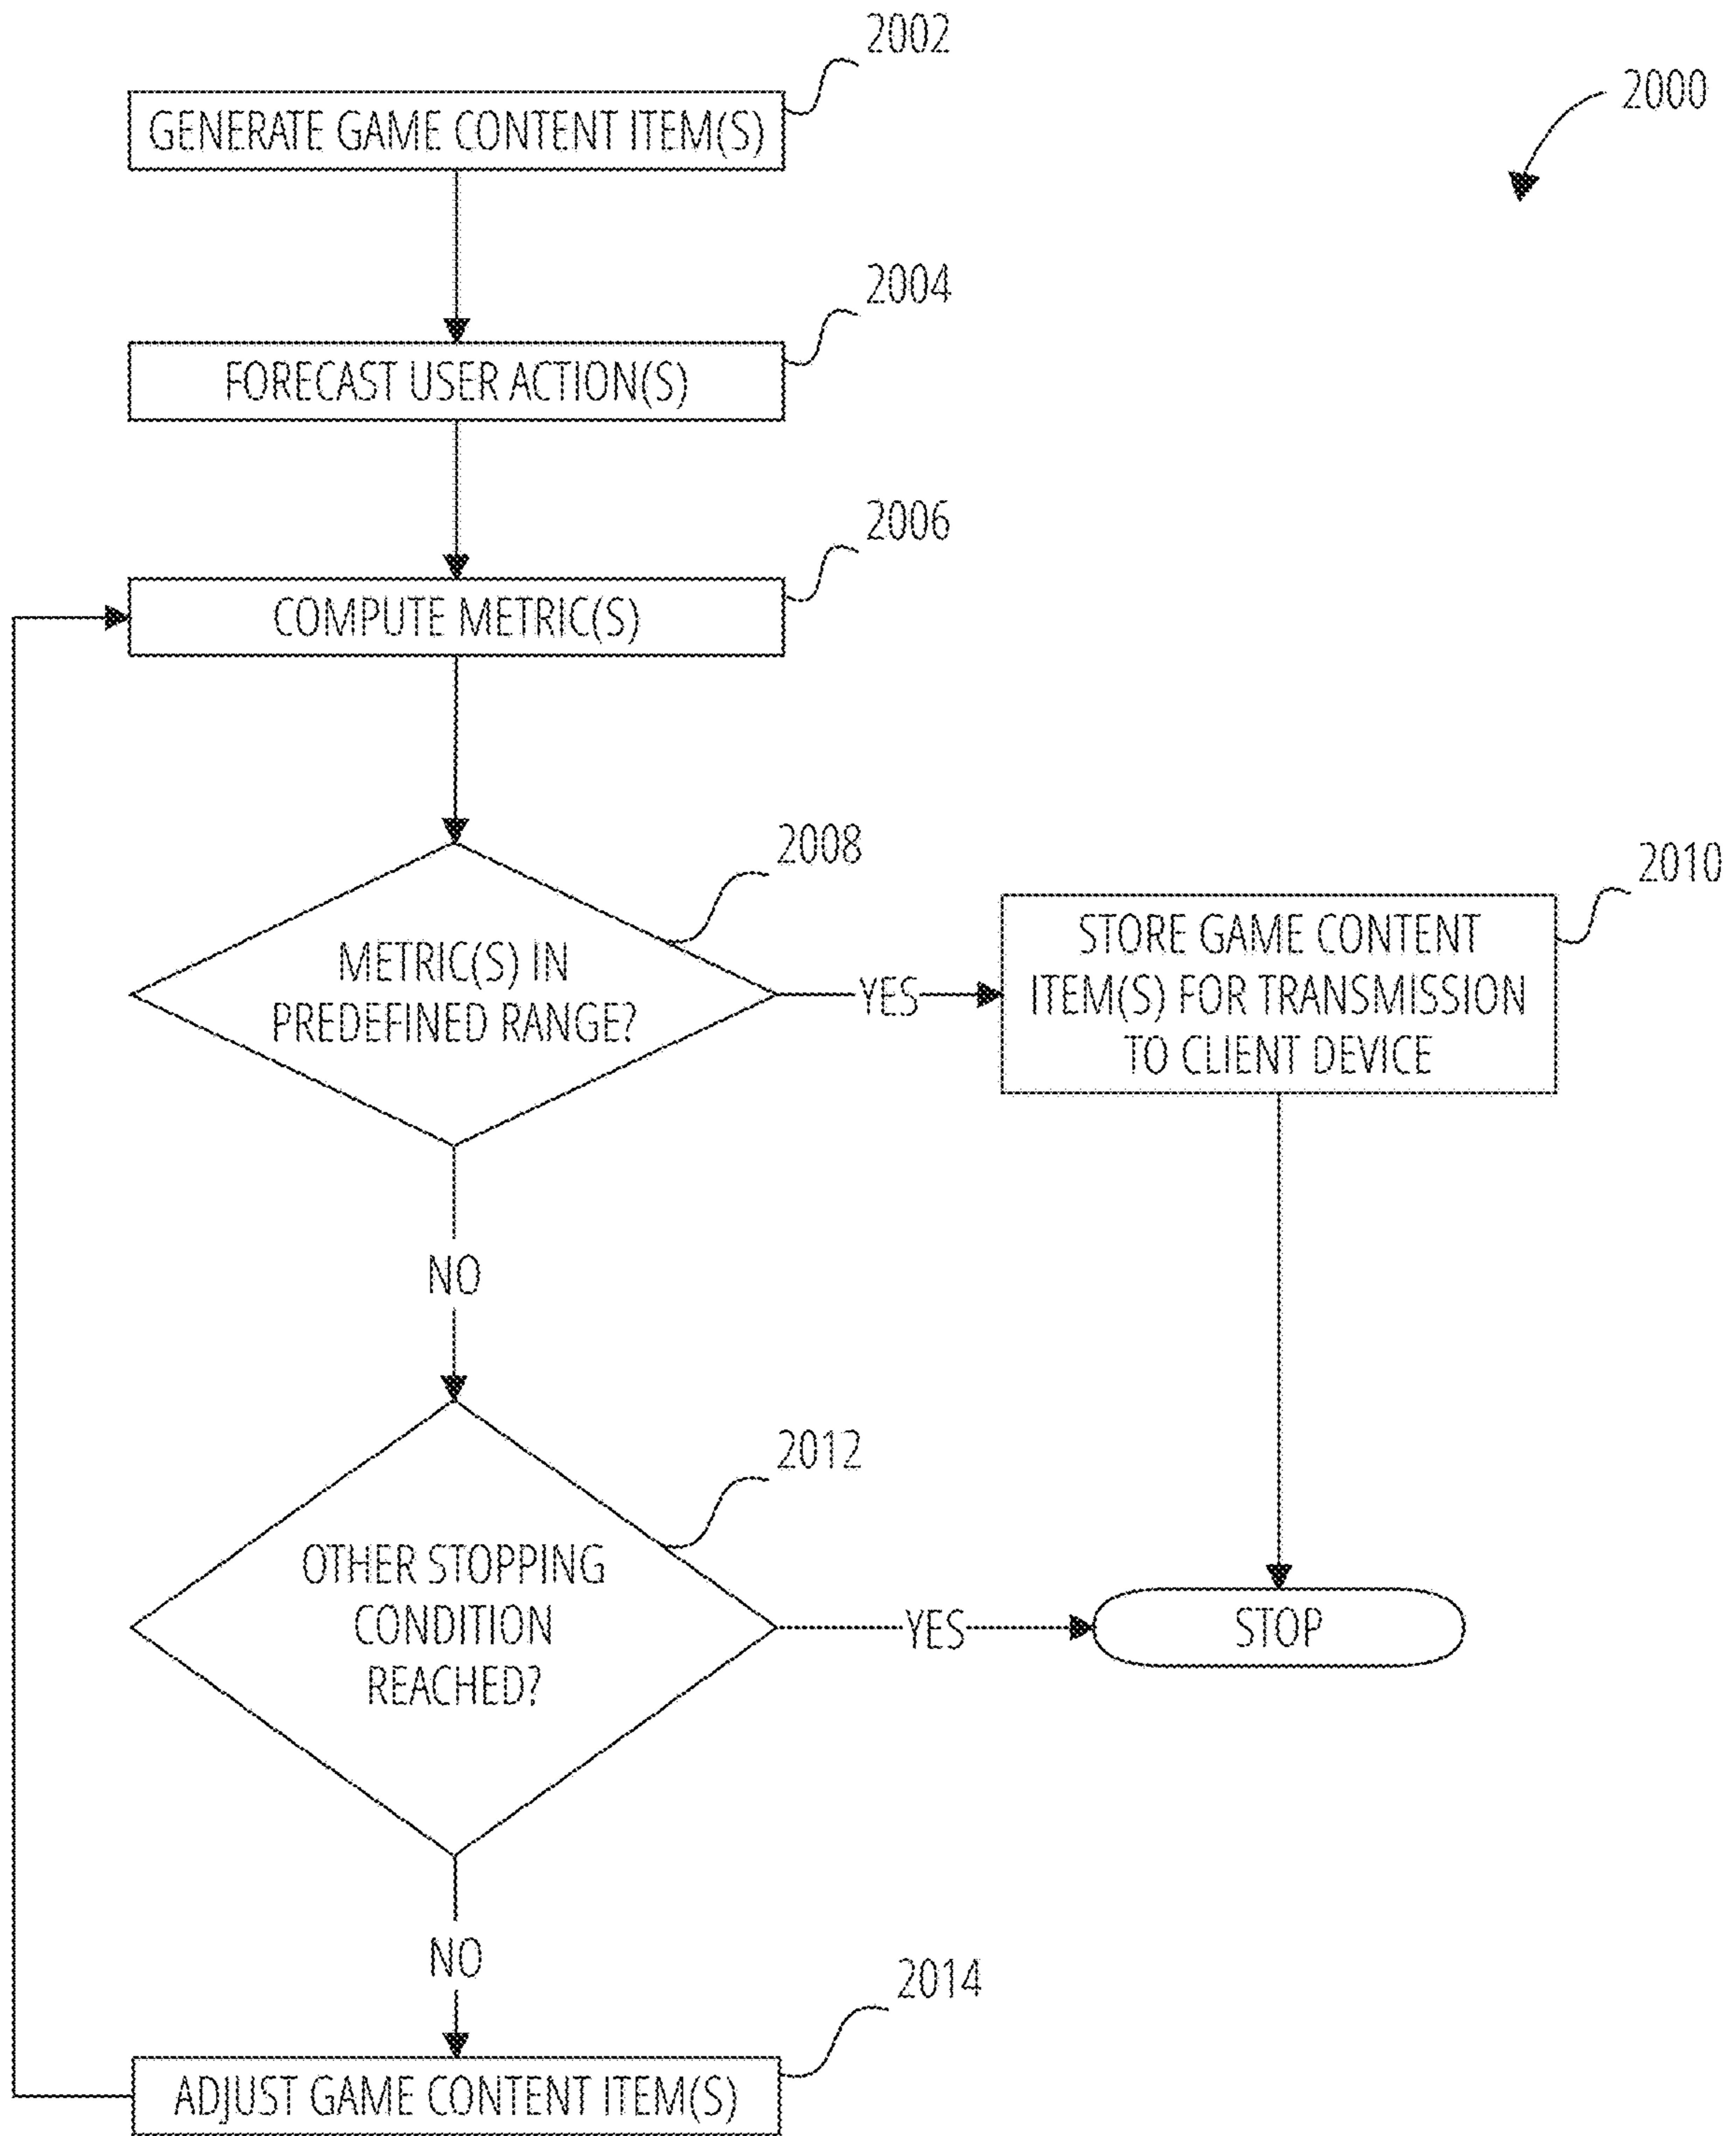 2002
2000
GENERATE GAME CONTENT ITEM(S)
2004
FORECAST USER ACTION(S)
2006
COMPUTE METRIC(S)
2008
METRIC(S) IN
PREDEFINED RANGE?
YES
2010
STORE GAME CONTENT
ITEM(S) FOR TRANSMISSION
TO CLIENT DEVICE
NO
2012
OTHER STOPPING
CONDITION
REACHED?
YES
STOP
NO
2014
ADJUST GAME CONTENT ITEM(S)